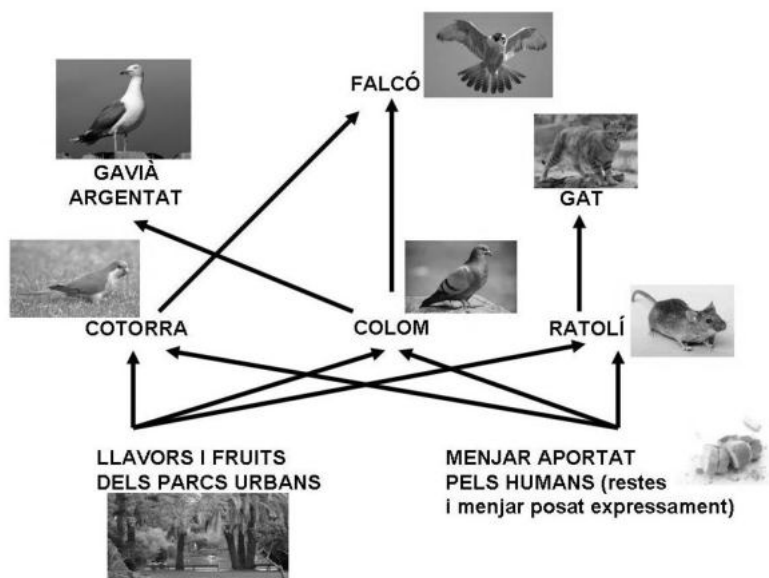 FALCÓ
GAVIÀ
ARGENTAT
GAT
COTORRA
COLOM
RATOLÍ
LLAVORS I FRUITS
DELS PARCS URBANS
MENJAR APORTAT
PELS HUMANS (restes
i menjar posat expressament)